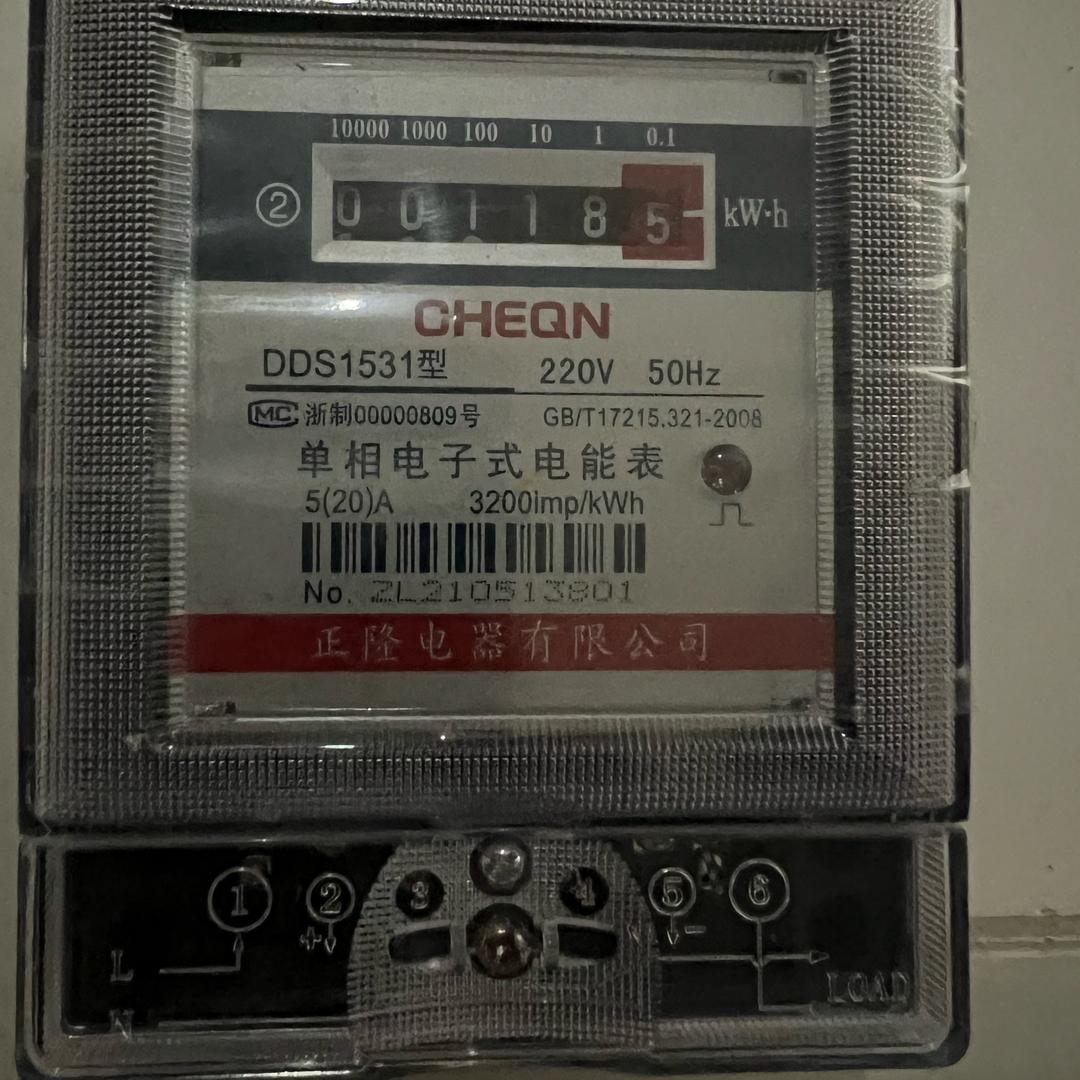 10000 1000 100 10 1 0.1
② 0 0 1 1 8 5 kW·h
CHEQN
DDS1531型 220V 50Hz
MC 浙制00000809号 GB/T17215.321-2008
单相电子式电能表
5(20)A 3200imp/kWh
No. ZL210513801
正隆电器有限公司
① ② ③ ④ ⑤ ⑥
+ -
L
LOAD
N